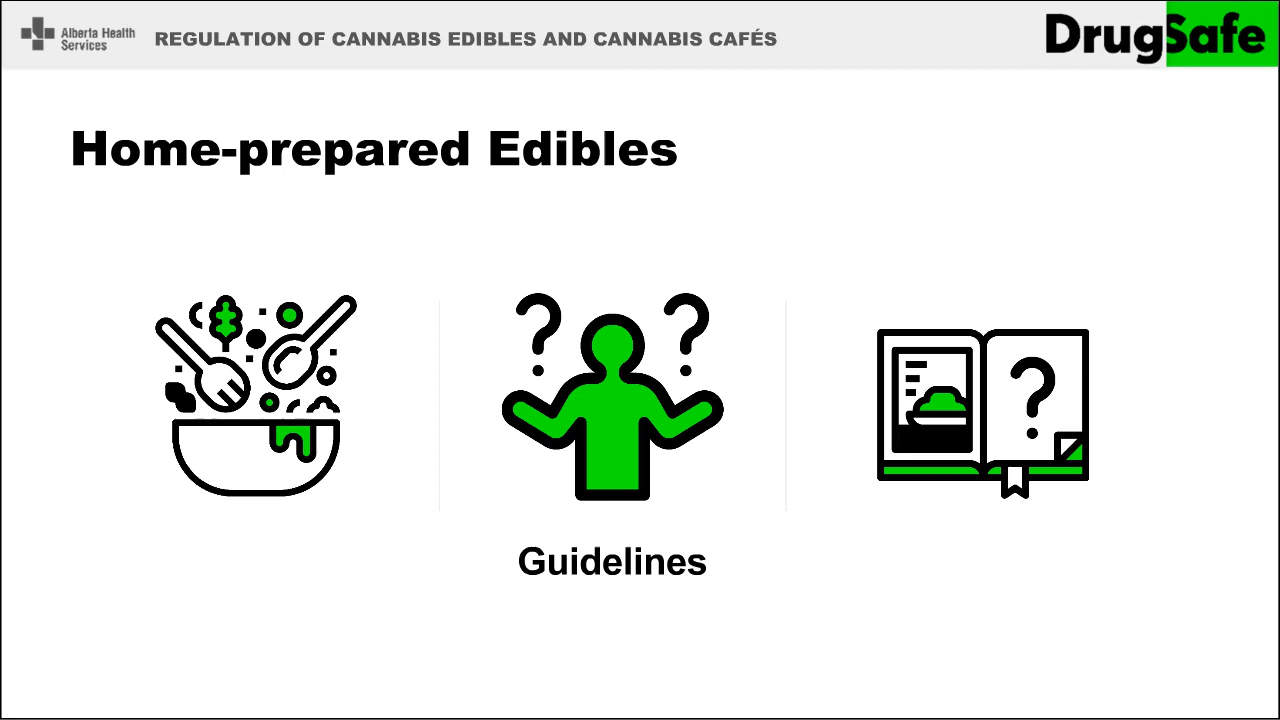 Alberta Health
Services
REGULATION OF CANNABIS EDIBLES AND CANNABIS CAFÉS
DrugSafe
Home-prepared Edibles
? ?
?
Guidelines